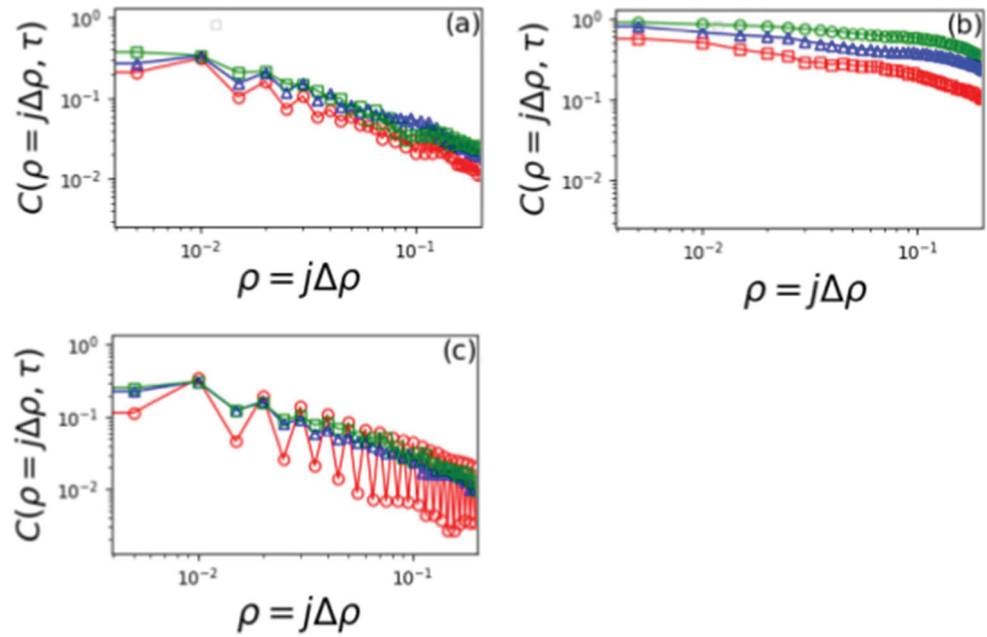 (a)
C(ρ = jΔρ, τ)
10⁰
10⁻¹
10⁻²
10⁻² 10⁻¹
ρ = jΔρ
(b)
C(ρ = jΔρ, τ)
10⁰
10⁻¹
10⁻²
10⁻² 10⁻¹
ρ = jΔρ
(c)
C(ρ = jΔρ, τ)
10⁰
10⁻¹
10⁻²
10⁻² 10⁻¹
ρ = jΔρ